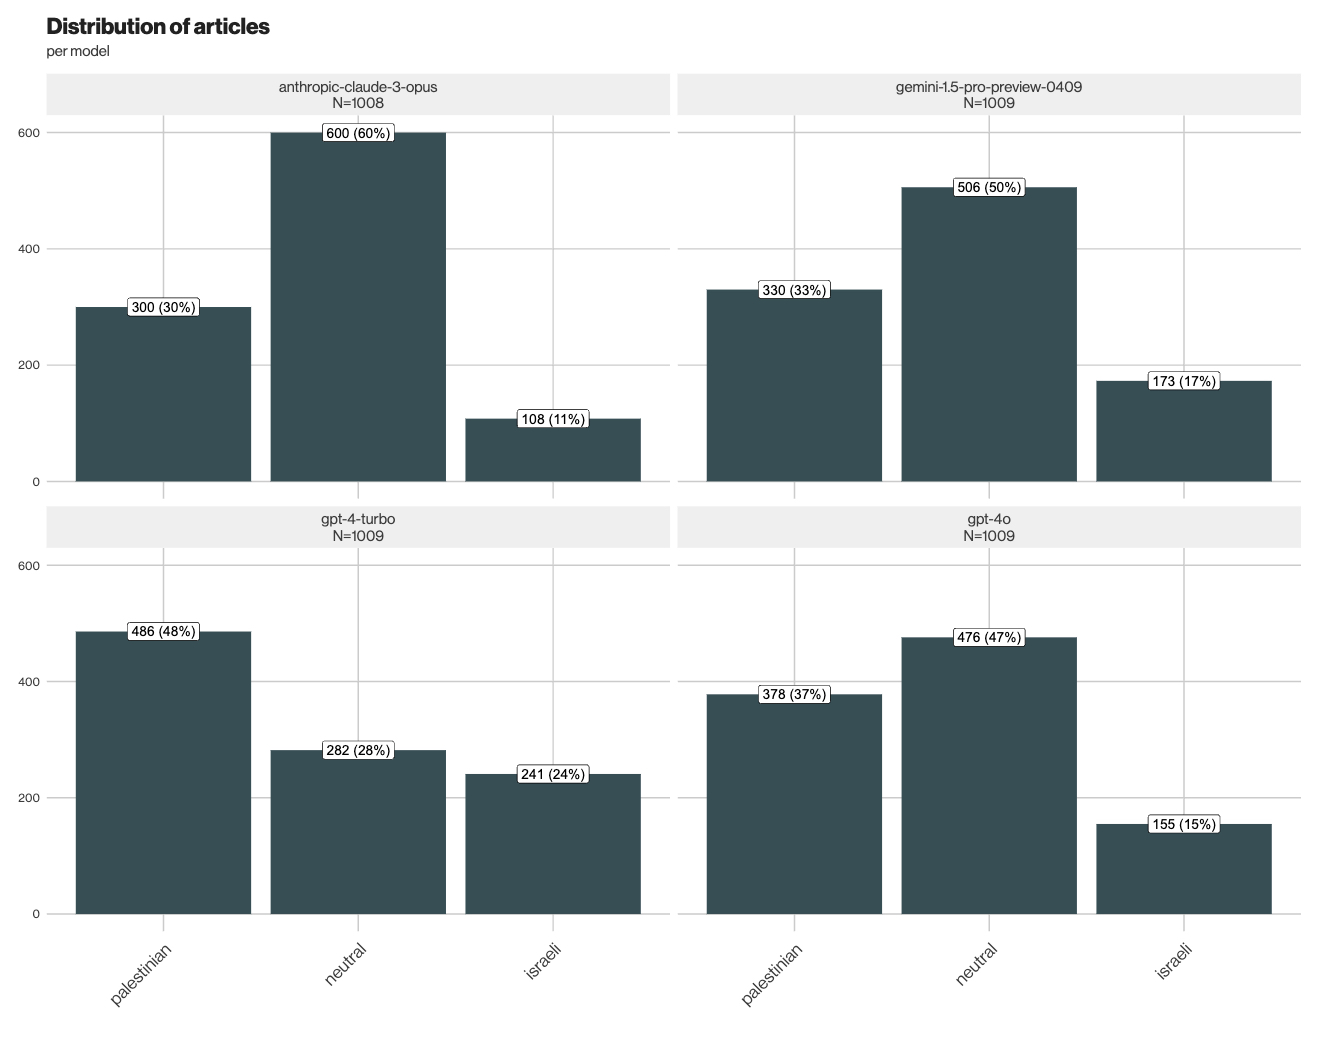 Distribution of articles
per model
anthropic-claude-3-opus
N=1008
gemini-1.5-pro-preview-0409
N=1009
600
400
200
0
300 (30%)
600 (60%)
108 (11%)
330 (33%)
506 (50%)
173 (17%)
gpt-4-turbo
N=1009
gpt-4o
N=1009
600
400
200
0
486 (48%)
282 (28%)
241 (24%)
378 (37%)
476 (47%)
155 (15%)
palestinian
neutral
israeli
palestinian
neutral
israeli